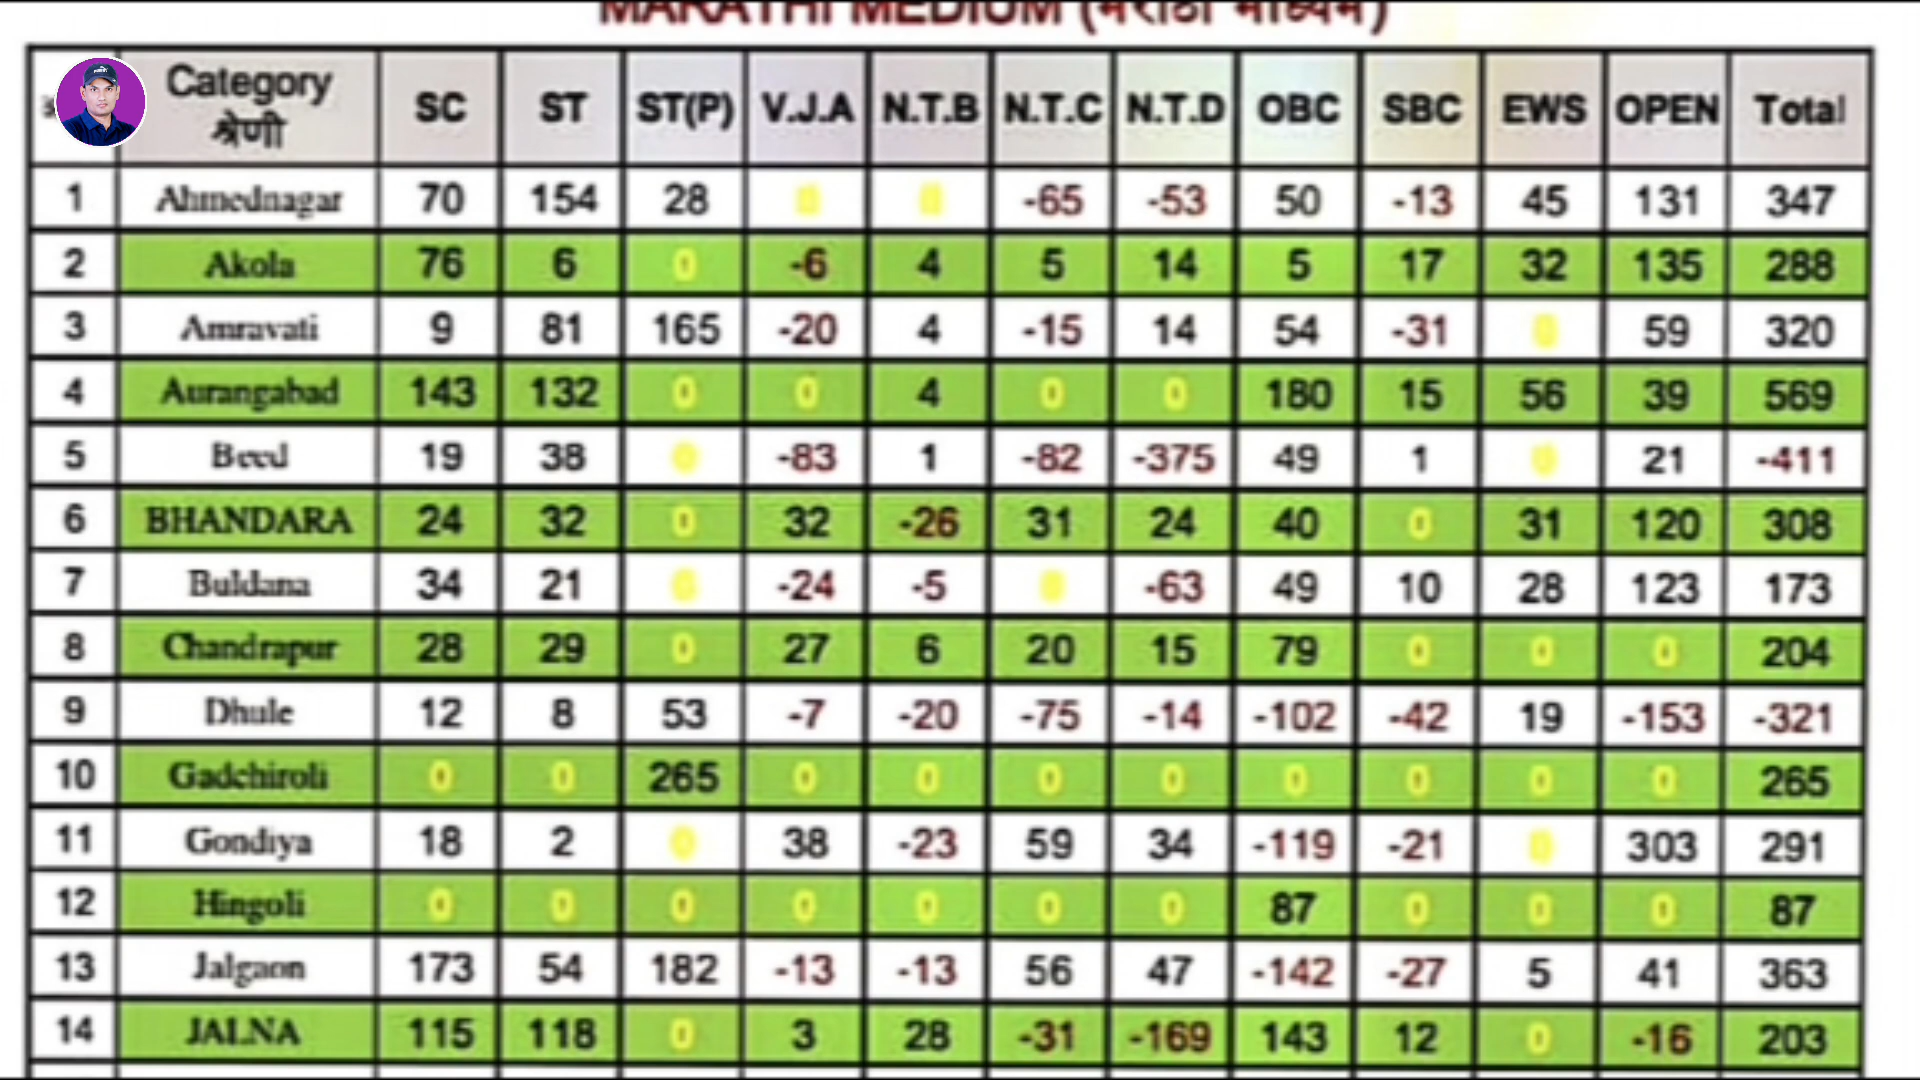 MARATHI MEDIUM (मराठी माध्यम)
Category श्रेणी SC ST ST(P) V.J.A N.T.B N.T.C N.T.D OBC SBC EWS OPEN Total
1 Ahmednagar 70 154 28 0 0 -65 -53 50 -13 45 131 347
2 Akola 76 6 0 -6 4 5 14 5 17 32 135 288
3 Amravati 9 81 165 -20 4 -15 14 54 -31 0 59 320
4 Aurangabad 143 132 0 0 4 0 0 180 15 56 39 569
5 Beed 19 38 0 -83 1 -82 -375 49 1 0 21 -411
6 BHANDARA 24 32 0 32 -26 31 24 40 0 31 120 308
7 Buldana 34 21 0 -24 -5 0 -63 49 10 28 123 173
8 Chandrapur 28 29 0 27 6 20 15 79 0 0 0 204
9 Dhule 12 8 53 -7 -20 -75 -14 -102 -42 19 -153 -321
10 Gadchiroli 0 0 265 0 0 0 0 0 0 0 0 265
11 Gondiya 18 2 0 38 -23 59 34 -119 -21 0 303 291
12 Hingoli 0 0 0 0 0 0 0 87 0 0 0 87
13 Jalgaon 173 54 182 -13 -13 56 47 -142 -27 5 41 363
14 JALNA 115 118 0 3 28 -31 -169 143 12 0 -16 203